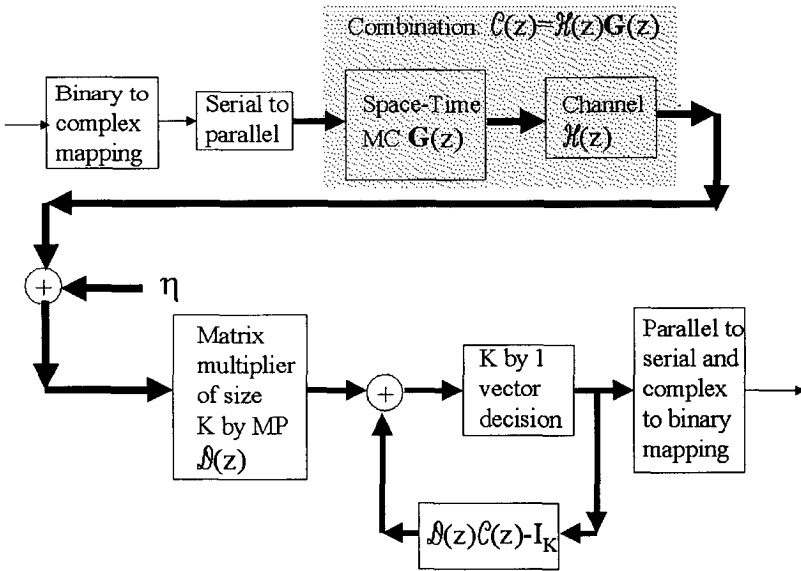 Combination: 𝒞(z)=ℋ(z)G(z)
Binary to
complex
mapping
Serial to
parallel
Space-Time
MC G(z)
Channel
ℋ(z)
+
η
Matrix
multiplier
of size
K by MP
𝒟(z)
+
K by 1
vector
decision
Parallel to
serial and
complex
to binary
mapping
𝒟(z)𝒞(z)-I_K